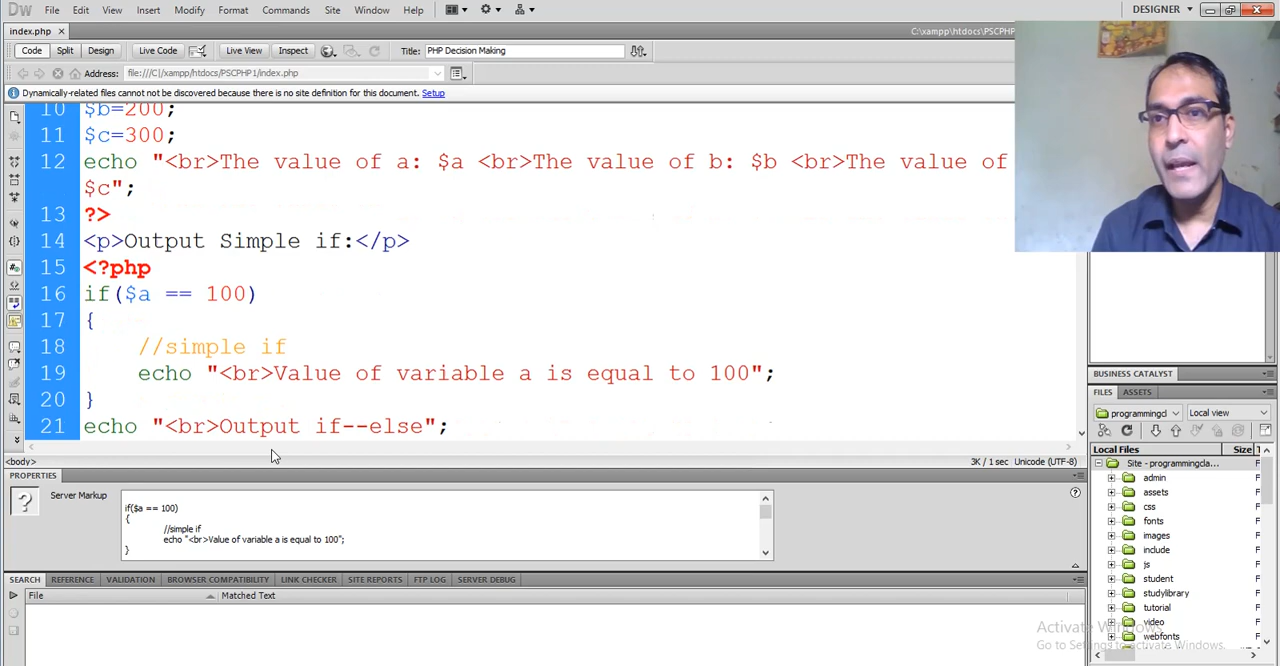 Dw File Edit View Insert Modify Format Commands Site Window Help DESIGNER
index.php C:\xampp\htdocs\PSCPHP1\index.php
Code Split Design Live Code Live View Inspect Title: PHP Decision Making
Address: file:///C|/xampp/htdocs/PSCPHP1/index.php
Dynamically-related files cannot not be discovered because there is no site definition for this document. Setup
10 $b=200;
11 $c=300;
12 echo "<br>The value of a: $a <br>The value of b: $b <br>The value of
$c";
13 ?>
14 <p>Output Simple if:</p>
15 <?php
16 if($a == 100)
17 {
18 //simple if
19 echo "<br>Value of variable a is equal to 100";
20 }
21 echo "<br>Output if--else";
<body> 3K / 1 sec Unicode (UTF-8)
PROPERTIES
Server Markup
if($a == 100)
{
//simple if
echo "<br>Value of variable a is equal to 100";
}
SEARCH REFERENCE VALIDATION BROWSER COMPATIBILITY LINK CHECKER SITE REPORTS FTP LOG SERVER DEBUG
File Matched Text
BUSINESS CATALYST
FILES ASSETS
programmingcl Local view
Local Files Size
Site - programmingcla... F
admin F
assets F
css F
fonts F
images F
include F
js F
student F
studylibrary F
tutorial F
video F
webfonts F
Activate Windows
Go to Settings to activate Windows.